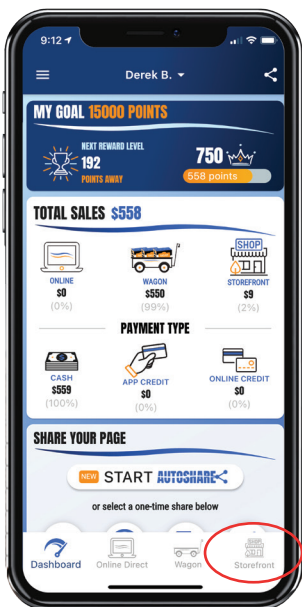 9:12
Derek B.
MY GOAL 15000 POINTS
NEXT REWARD LEVEL
192
POINTS AWAY
750
558 points
TOTAL SALES $558
SHOP
ONLINE
$0
(0%)
WAGON
$550
(99%)
STOREFRONT
$9
(2%)
PAYMENT TYPE
CASH
$559
(100%)
APP CREDIT
$0
(0%)
ONLINE CREDIT
$0
(0%)
SHARE YOUR PAGE
NEW START AUTOSHARE
or select a one-time share below
Dashboard
Online Direct
Wagon
Storefront